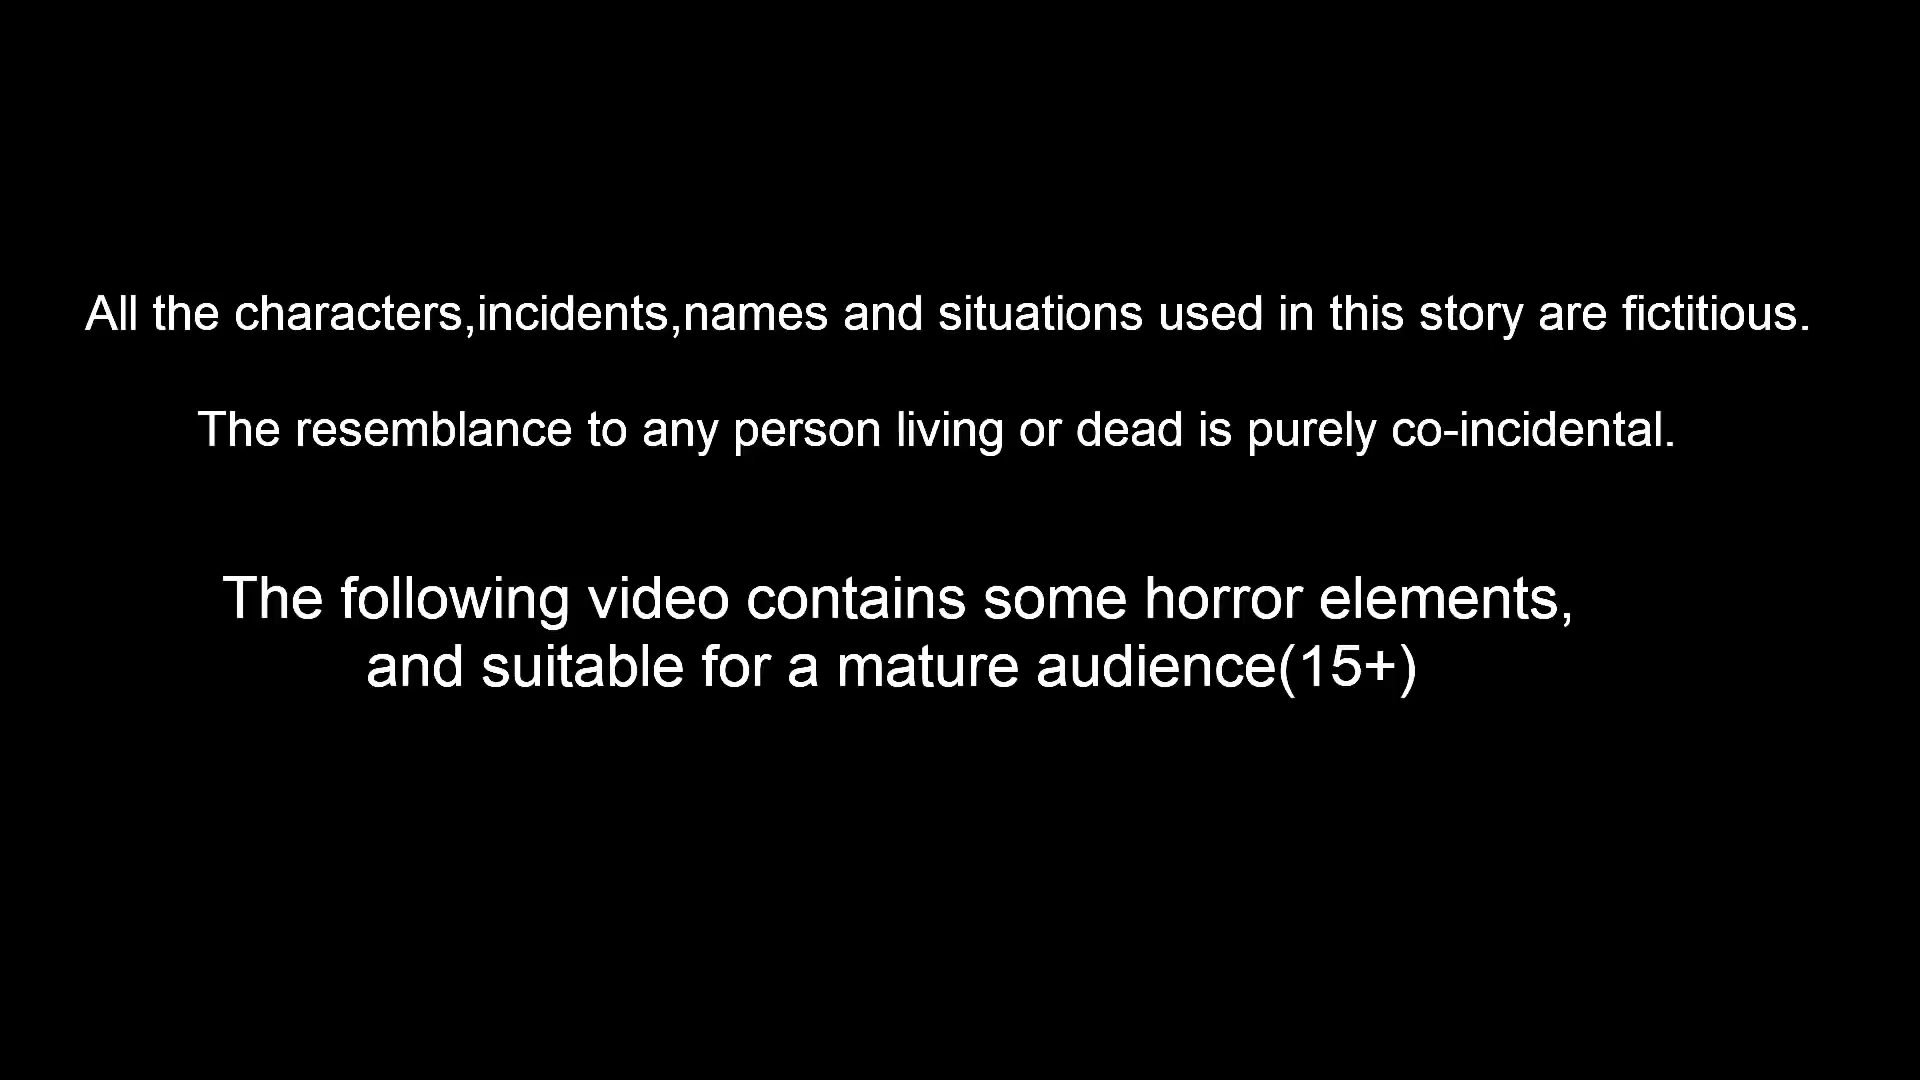 All the characters,incidents,names and situations used in this story are fictitious.
The resemblance to any person living or dead is purely co-incidental.
The following video contains some horror elements,
and suitable for a mature audience(15+)